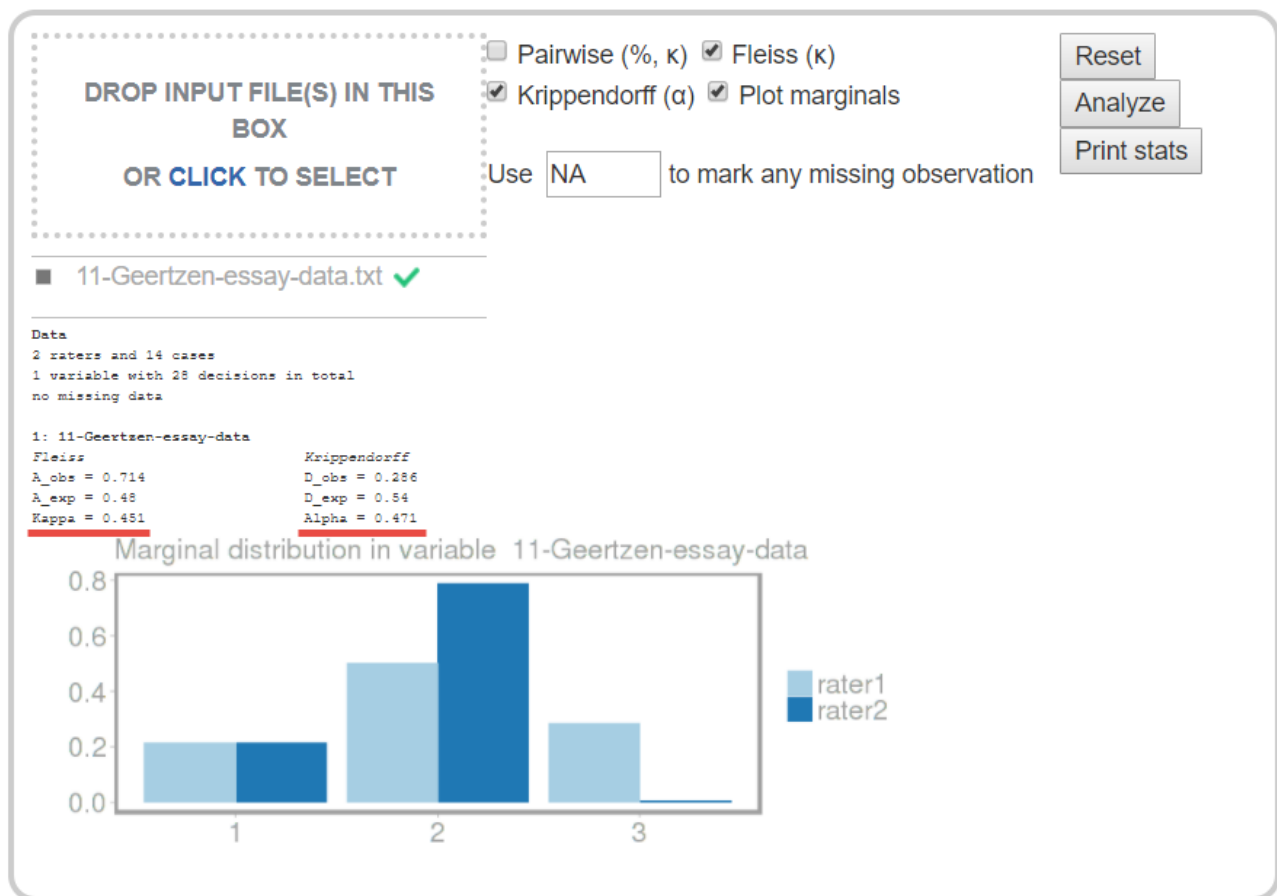 DROP INPUT FILE(S) IN THIS
BOX
OR CLICK TO SELECT
Pairwise (%, κ) Fleiss (κ)
Krippendorff (α) Plot marginals
Use NA to mark any missing observation
Reset
Analyze
Print stats
11-Geertzen-essay-data.txt
Data
2 raters and 14 cases
1 variable with 28 decisions in total
no missing data
1: 11-Geertzen-essay-data
Fleiss Krippendorff
A_obs = 0.714 D_obs = 0.286
A_exp = 0.48 D_exp = 0.54
Kappa = 0.451 Alpha = 0.471
Marginal distribution in variable 11-Geertzen-essay-data
0.8
0.6
0.4
0.2
0.0
1 2 3
rater1
rater2